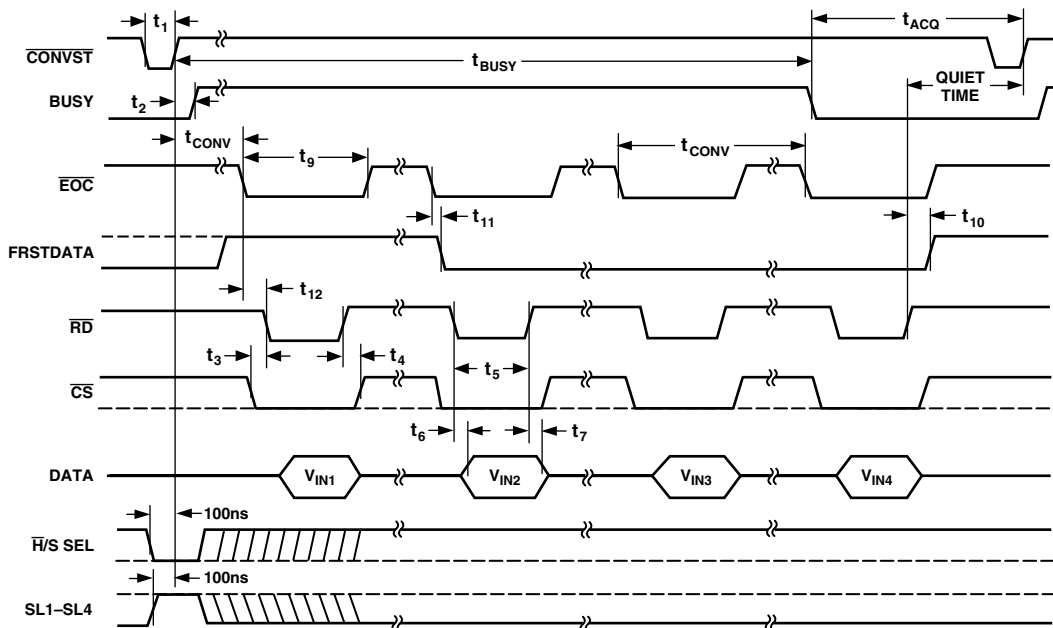 t1
tACQ
CONVST
tBUSY
QUIET
TIME
BUSY
t2
tCONV
t9
tCONV
EOC
t11
t10
FRSTDATA
t12
RD
t3
t4
t5
CS
t6
t7
DATA
VIN1
VIN2
VIN3
VIN4
100ns
H/S SEL
100ns
SL1–SL4